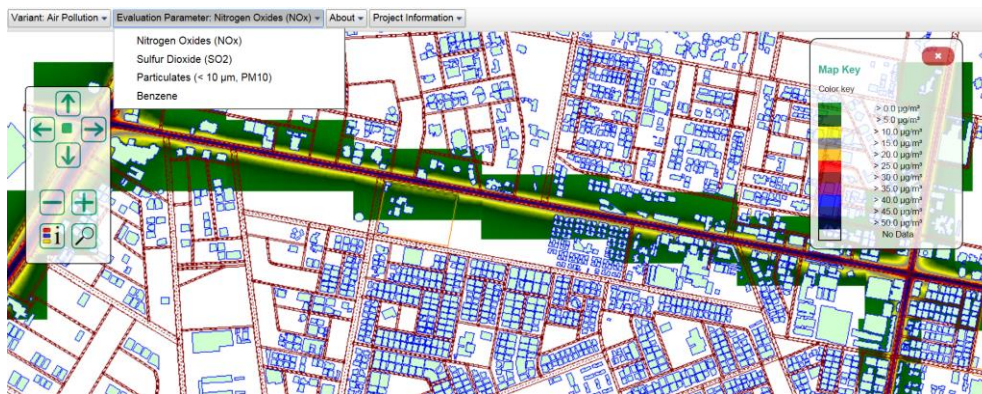 Variant: Air Pollution Evaluation Parameter: Nitrogen Oxides (NOx) About Project Information
Nitrogen Oxides (NOx)
Sulfur Dioxide (SO2)
Particulates (< 10 µm, PM10)
Benzene
Map Key
Color key
> 0.0 µg/m³
> 5.0 µg/m³
> 10.0 µg/m³
> 15.0 µg/m³
> 20.0 µg/m³
> 25.0 µg/m³
> 30.0 µg/m³
> 35.0 µg/m³
> 40.0 µg/m³
> 45.0 µg/m³
> 50.0 µg/m³
No Data